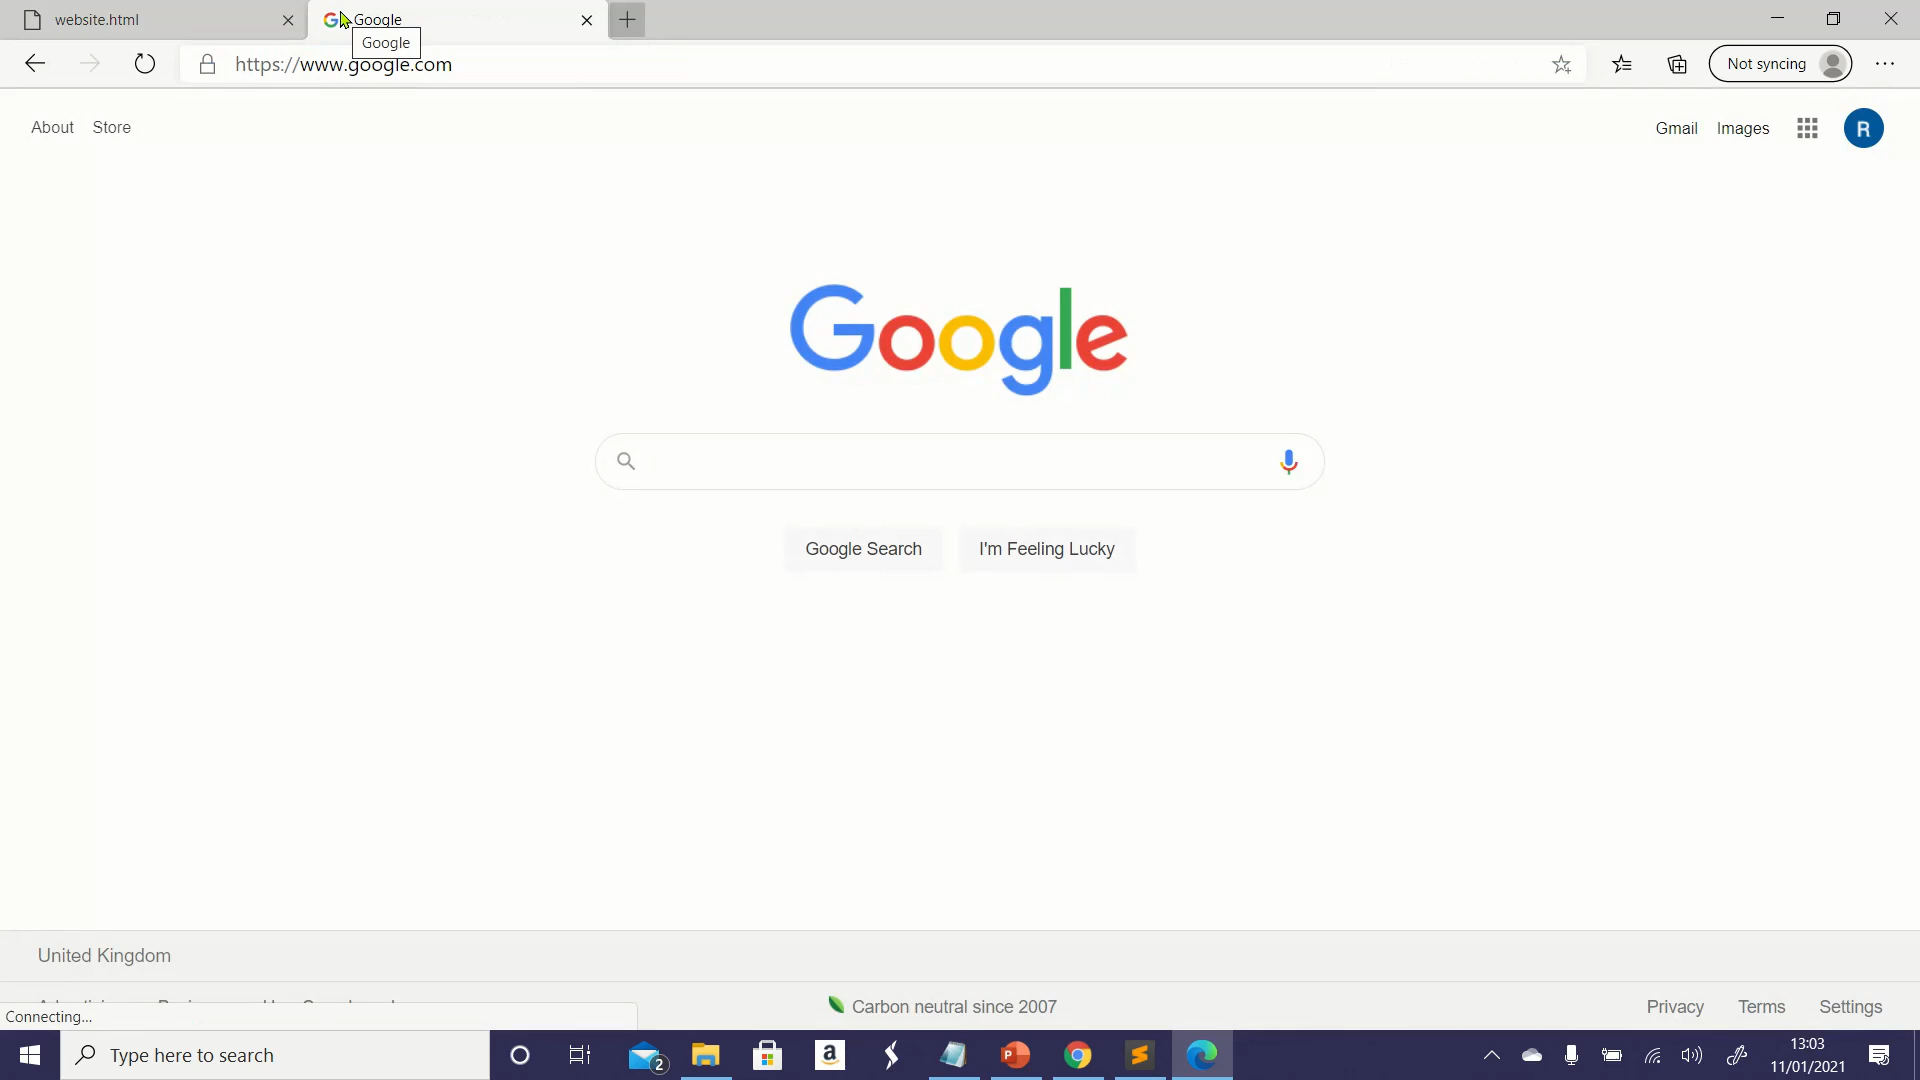 website.html
Google
Google
https://www.google.com
Not syncing
About Store
Gmail Images
R
Google
Google Search I'm Feeling Lucky
United Kingdom
Carbon neutral since 2007
Privacy Terms Settings
Connecting...
Type here to search
2
13:03
11/01/2021